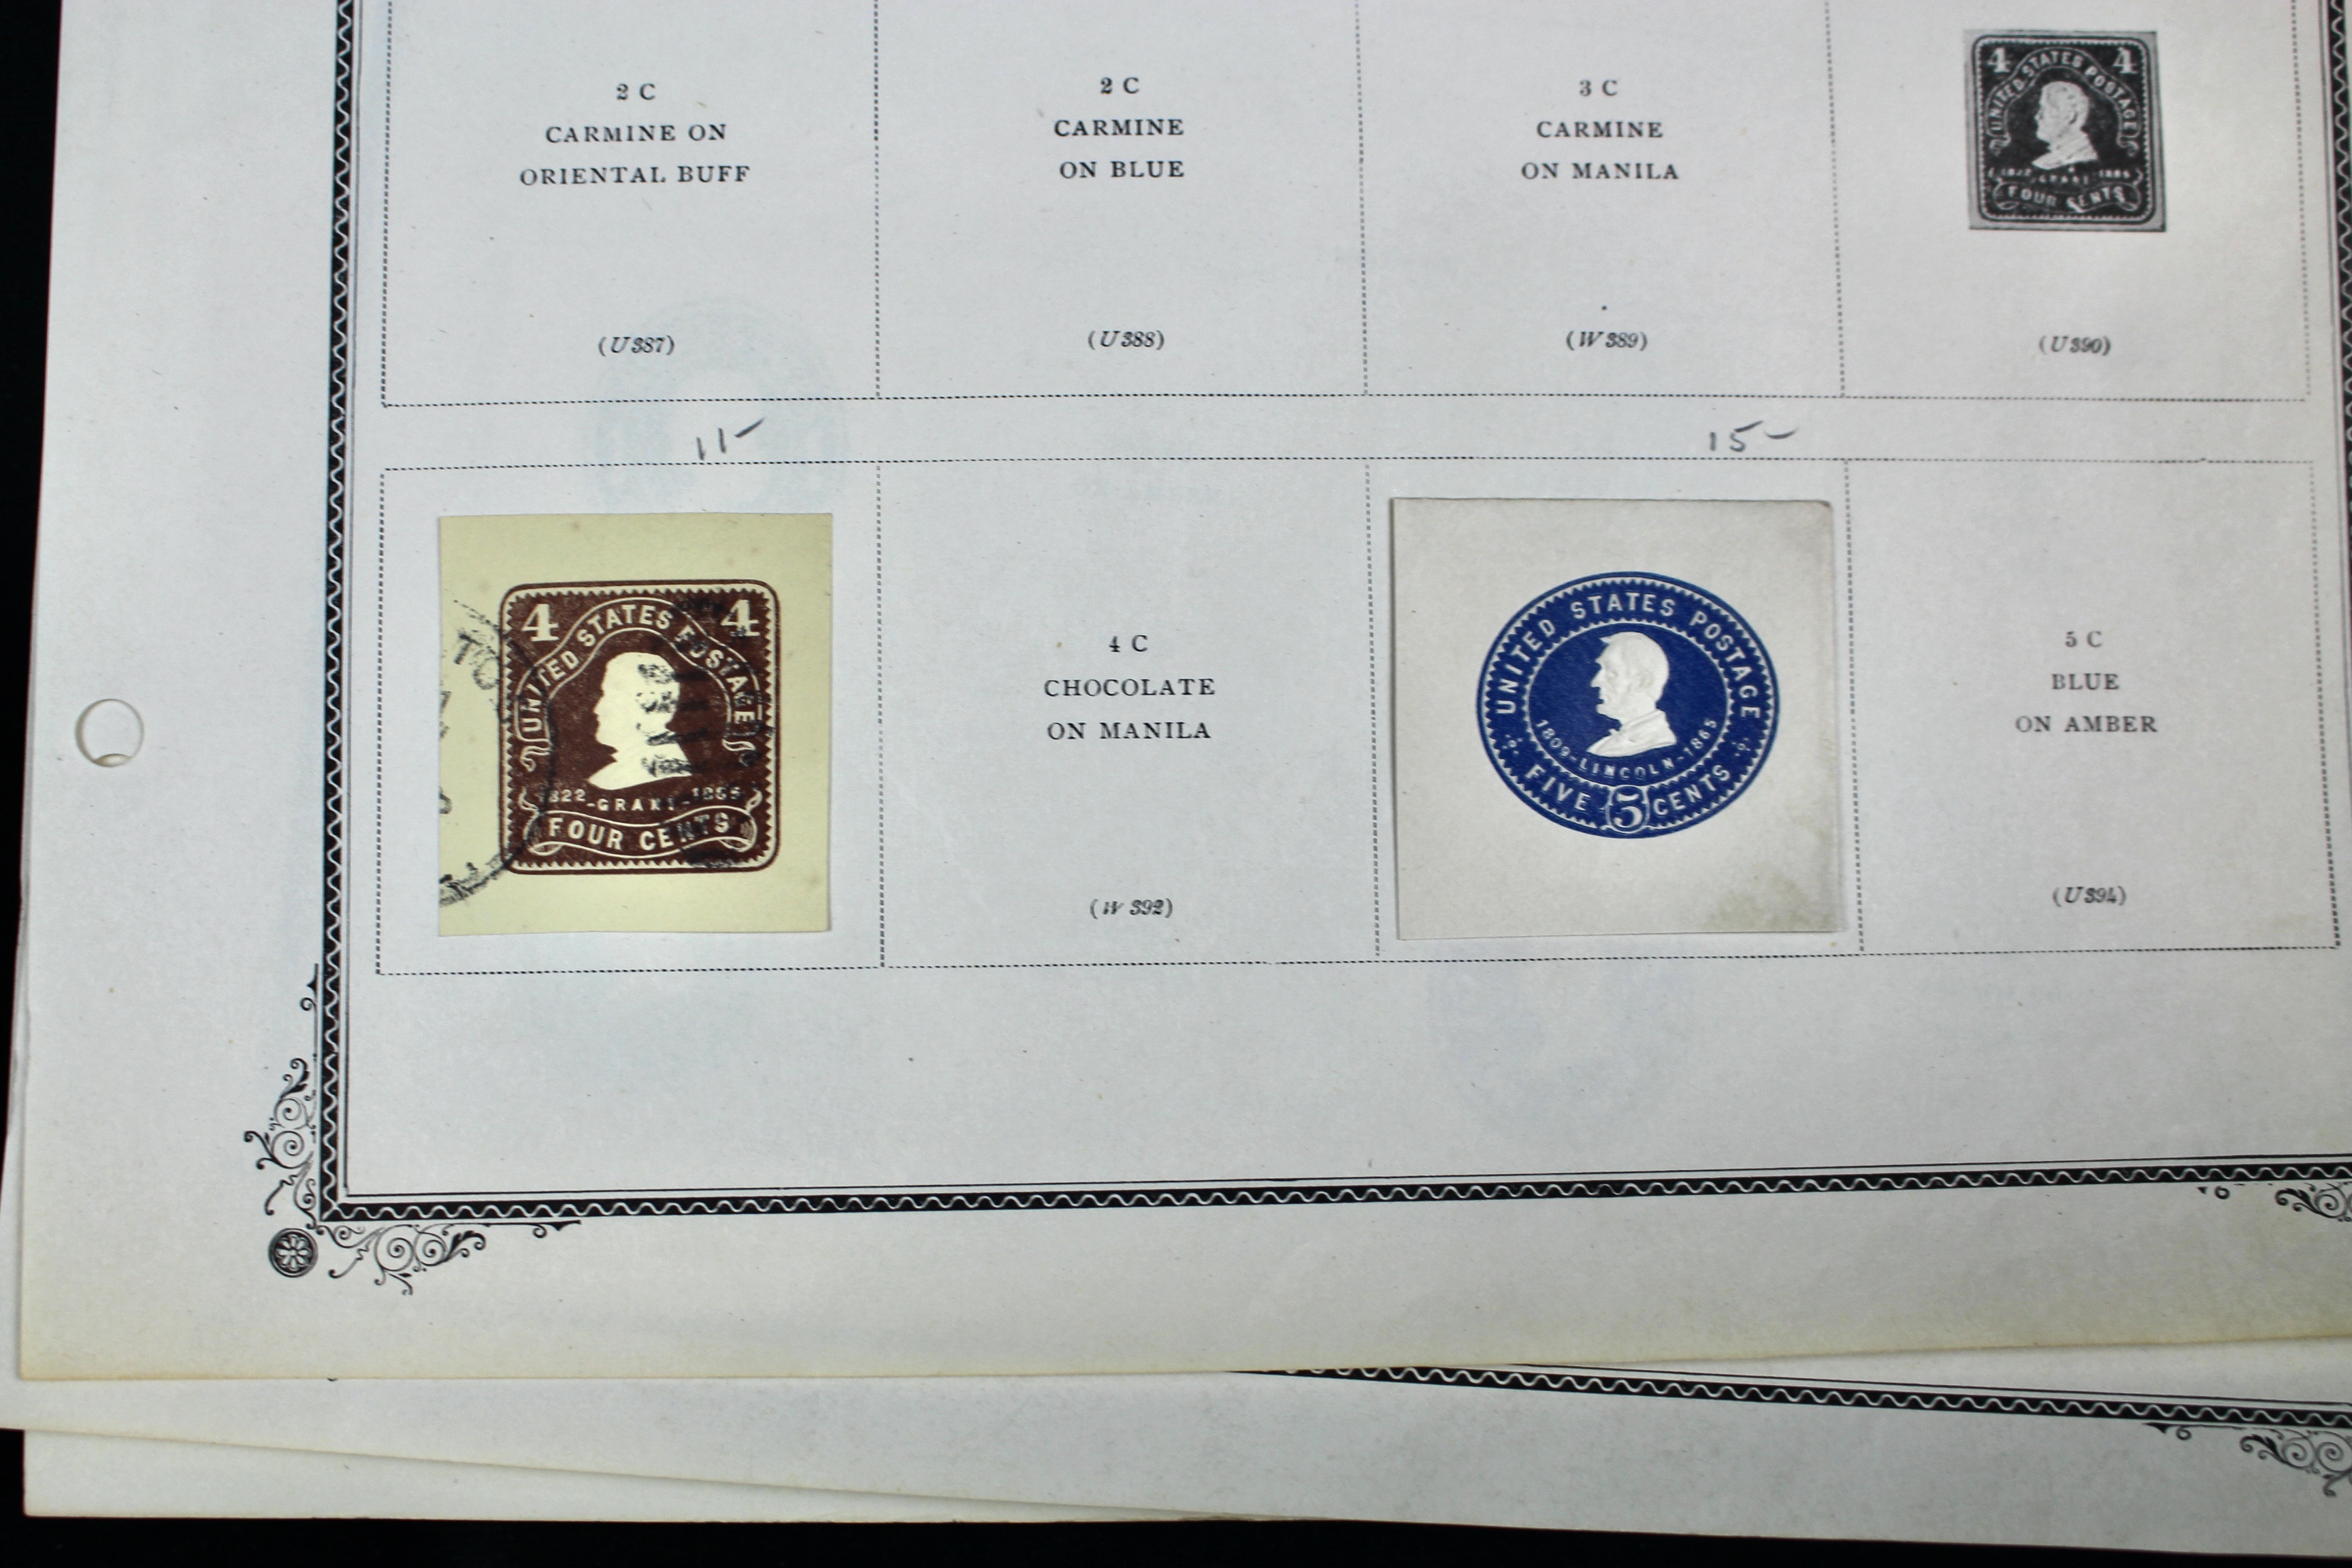 2 C
CARMINE ON
ORIENTAL BUFF
(U387)
2 C
CARMINE
ON BLUE
(U388)
3 C
CARMINE
ON MANILA
(W389)
4 4
UNITED STATES POSTAGE
FOUR CENTS
(U390)
11-
15-
4 4
UNITED STATES POSTAGE
1822-GRANT-1885
FOUR CENTS
TO
4 C
CHOCOLATE
ON MANILA
(W 392)
UNITED STATES POSTAGE
1809-LINCOLN-1865
FIVE 5 CENTS
5 C
BLUE
ON AMBER
(U394)